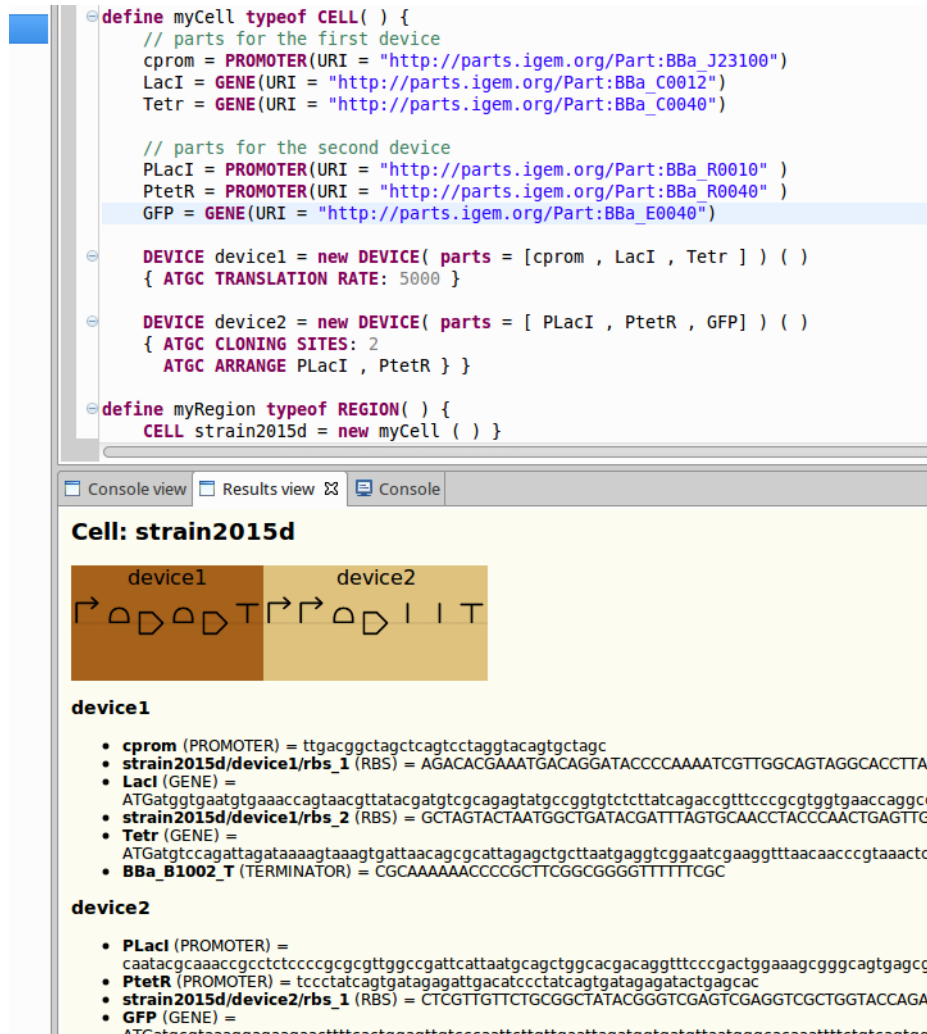 define myCell typeof CELL( ) {
// parts for the first device
cprom = PROMOTER(URI = "http://parts.igem.org/Part:BBa_J23100")
LacI = GENE(URI = "http://parts.igem.org/Part:BBa_C0012")
Tetr = GENE(URI = "http://parts.igem.org/Part:BBa_C0040")
// parts for the second device
PLacI = PROMOTER(URI = "http://parts.igem.org/Part:BBa_R0010" )
PtetR = PROMOTER(URI = "http://parts.igem.org/Part:BBa_R0040" )
GFP = GENE(URI = "http://parts.igem.org/Part:BBa_E0040")
DEVICE device1 = new DEVICE( parts = [cprom , LacI , Tetr ] ) ( )
{ ATGC TRANSLATION RATE: 5000 }
DEVICE device2 = new DEVICE( parts = [ PLacI , PtetR , GFP] ) ( )
{ ATGC CLONING SITES: 2
ATGC ARRANGE PLacI , PtetR } }
define myRegion typeof REGION( ) {
CELL strain2015d = new myCell ( ) }
Console view Results view Console
Cell: strain2015d
device1 device2
device1
• cprom (PROMOTER) = ttgacggctagctcagtcctaggtacagtgctagc
• strain2015d/device1/rbs_1 (RBS) = AGACACGAAATGACAGGATACCCCAAAATCGTTGGCAGTAGGCACCTTA
• LacI (GENE) =
ATGatggtgaatgtgaaaccagtaacgttatacgatgtcgcagagtatgccggtgtctcttatcagaccgtttcccgcgtggtgaaccaggc
• strain2015d/device1/rbs_2 (RBS) = GCTAGTACTAATGGCTGATACGATTTAGTGCAACCTACCCAACTGAGTTG
• Tetr (GENE) =
ATGatgtccagattagataaaagtaaagtgattaacagcgcattagagctgcttaatgaggtcggaatcgaaggtttaacaacccgtaaactc
• BBa_B1002_T (TERMINATOR) = CGCAAAAAACCCCGCTTCGGCGGGGTTTTTTCGC
device2
• PLacI (PROMOTER) =
caatacgcaaaccgcctctccccgcgcgttggccgattcattaatgcagctggcacgacaggtttcccgactggaaagcgggcagtgagcg
• PtetR (PROMOTER) = tccctatcagtgatagagattgacatccctatcagtgatagagatactgagcac
• strain2015d/device2/rbs_1 (RBS) = CTCGTTGTTCTGCGGCTATACGGGTCGAGTCGAGGTCGCTGGTACCAGA
• GFP (GENE) =